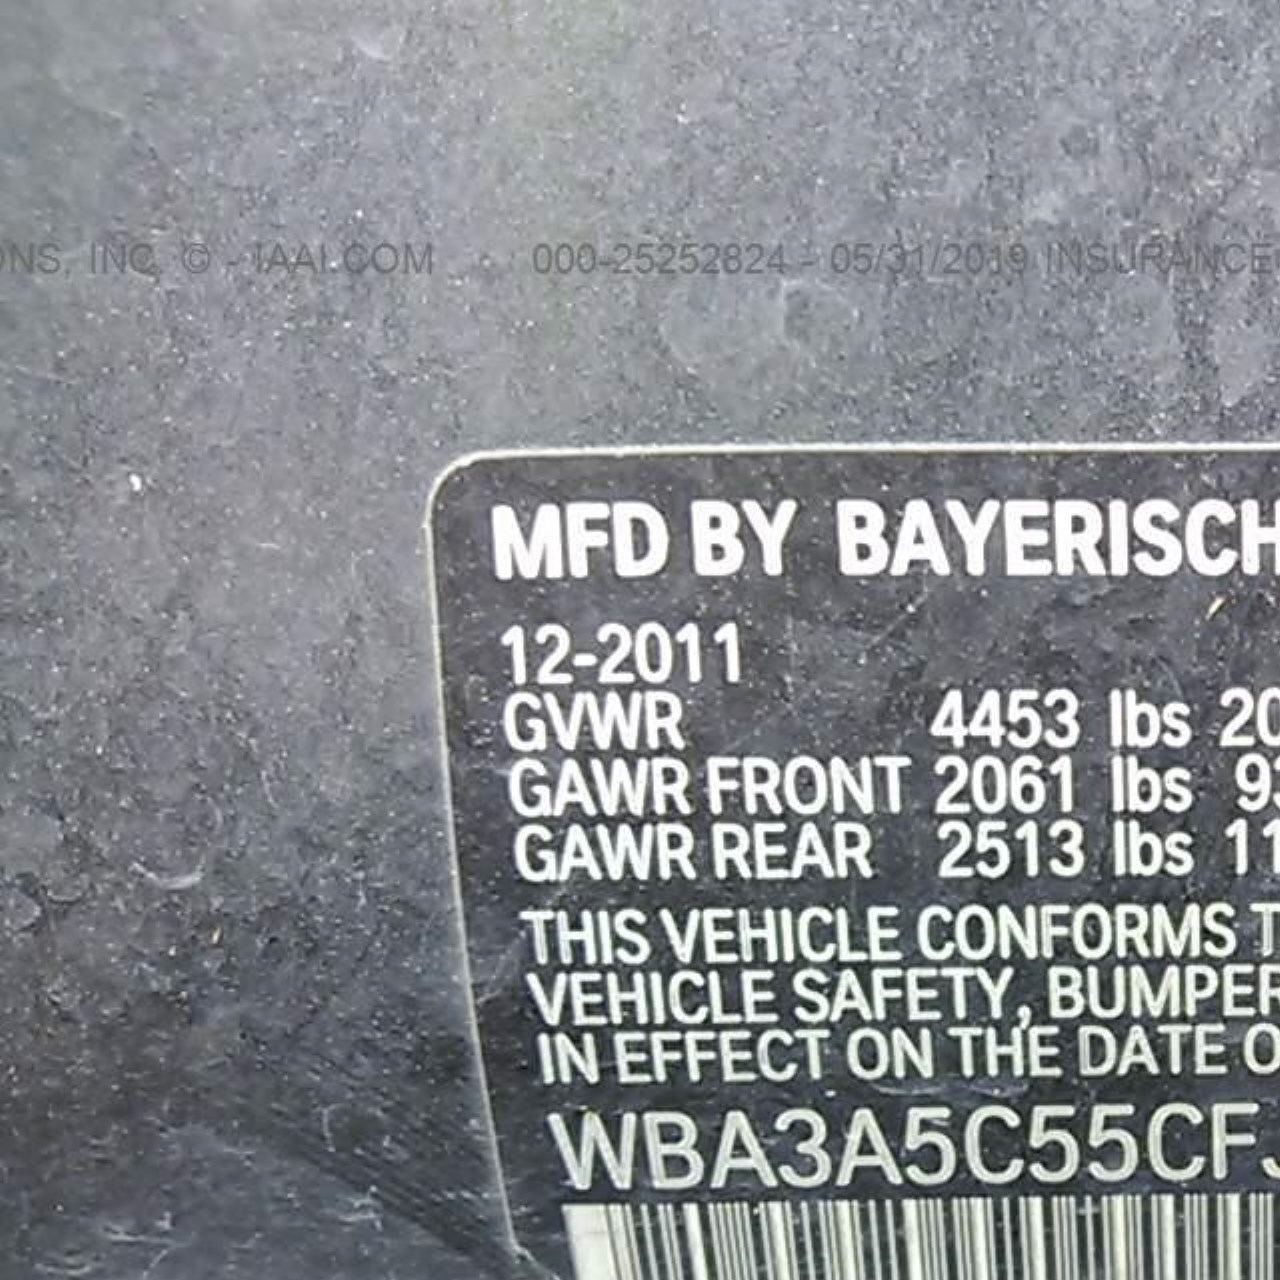 ONS, INC. © - IAAI.COM 000-25252824 - 05/31/2019 INSURANCE
MFD BY BAYERISCH
12-2011
GVWR 4453 lbs 20
GAWR FRONT 2061 lbs 93
GAWR REAR 2513 lbs 11
THIS VEHICLE CONFORMS T
VEHICLE SAFETY, BUMPER
IN EFFECT ON THE DATE O
WBA3A5C55CFJ